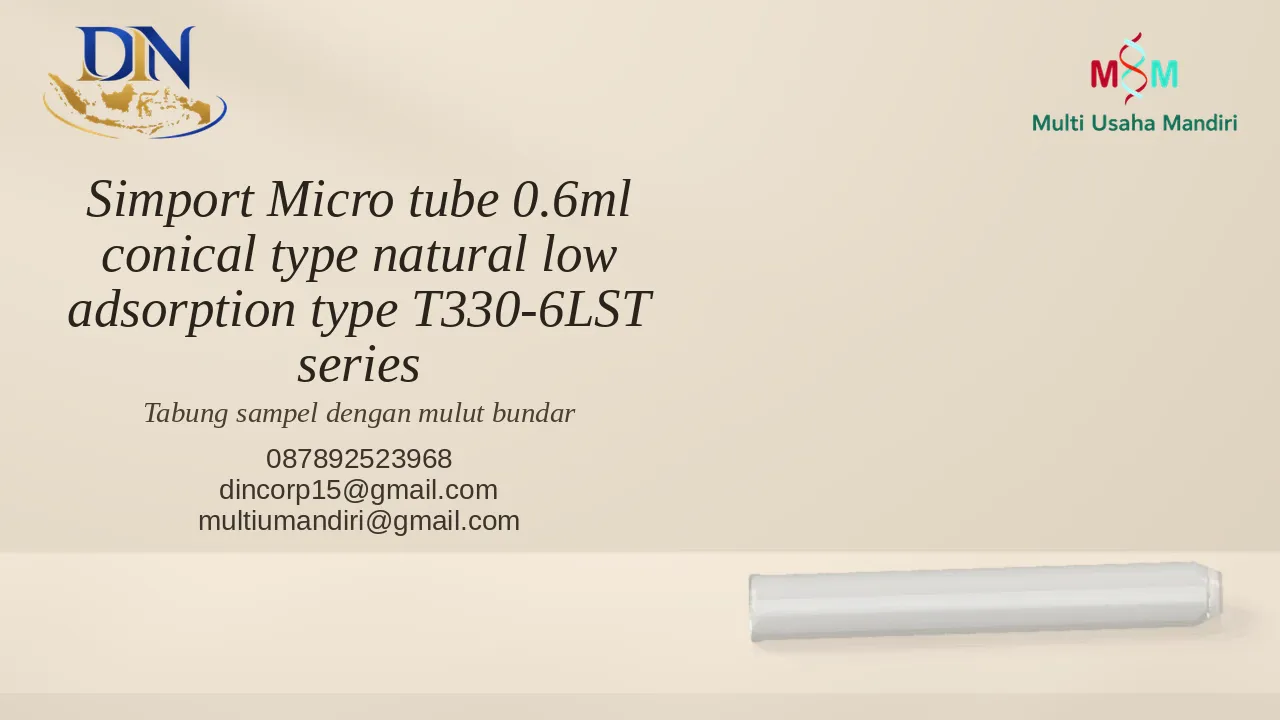 DN
M M
Multi Usaha Mandiri
Simport Micro tube 0.6ml
conical type natural low
adsorption type T330-6LST
series
Tabung sampel dengan mulut bundar
087892523968
dincorp15@gmail.com
multiumandiri@gmail.com